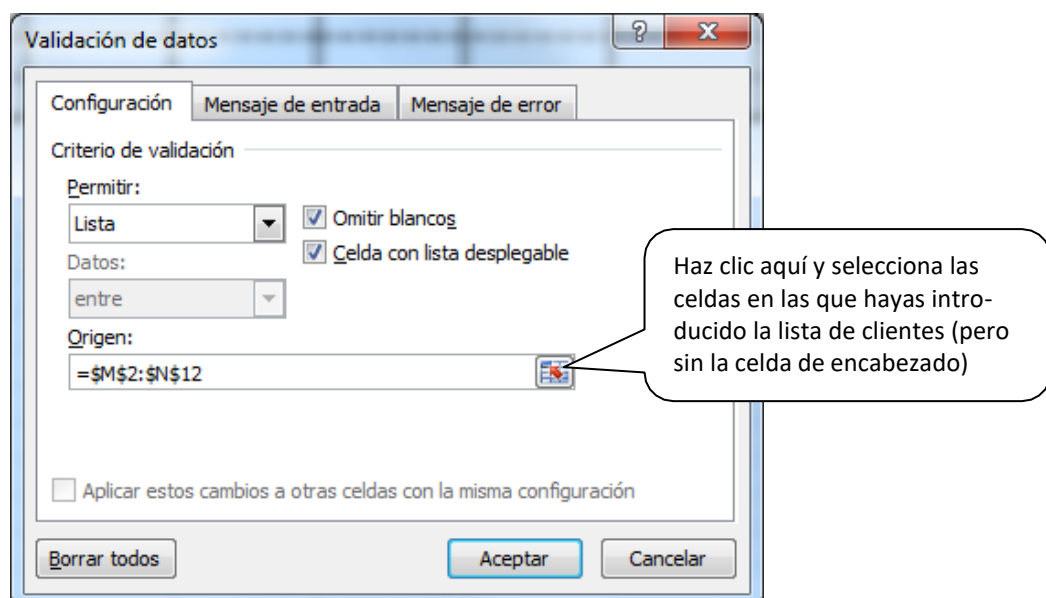 Validación de datos
?
Configuración
Mensaje de entrada
Mensaje de error
Criterio de validación
Permitir:
Lista
Omitir blancos
Celda con lista desplegable
Datos:
entre
Origen:
=$M$2:$N$12
Haz clic aquí y selecciona las
celdas en las que hayas intro-
ducido la lista de clientes (pero
sin la celda de encabezado)
Aplicar estos cambios a otras celdas con la misma configuración
Borrar todos
Aceptar
Cancelar